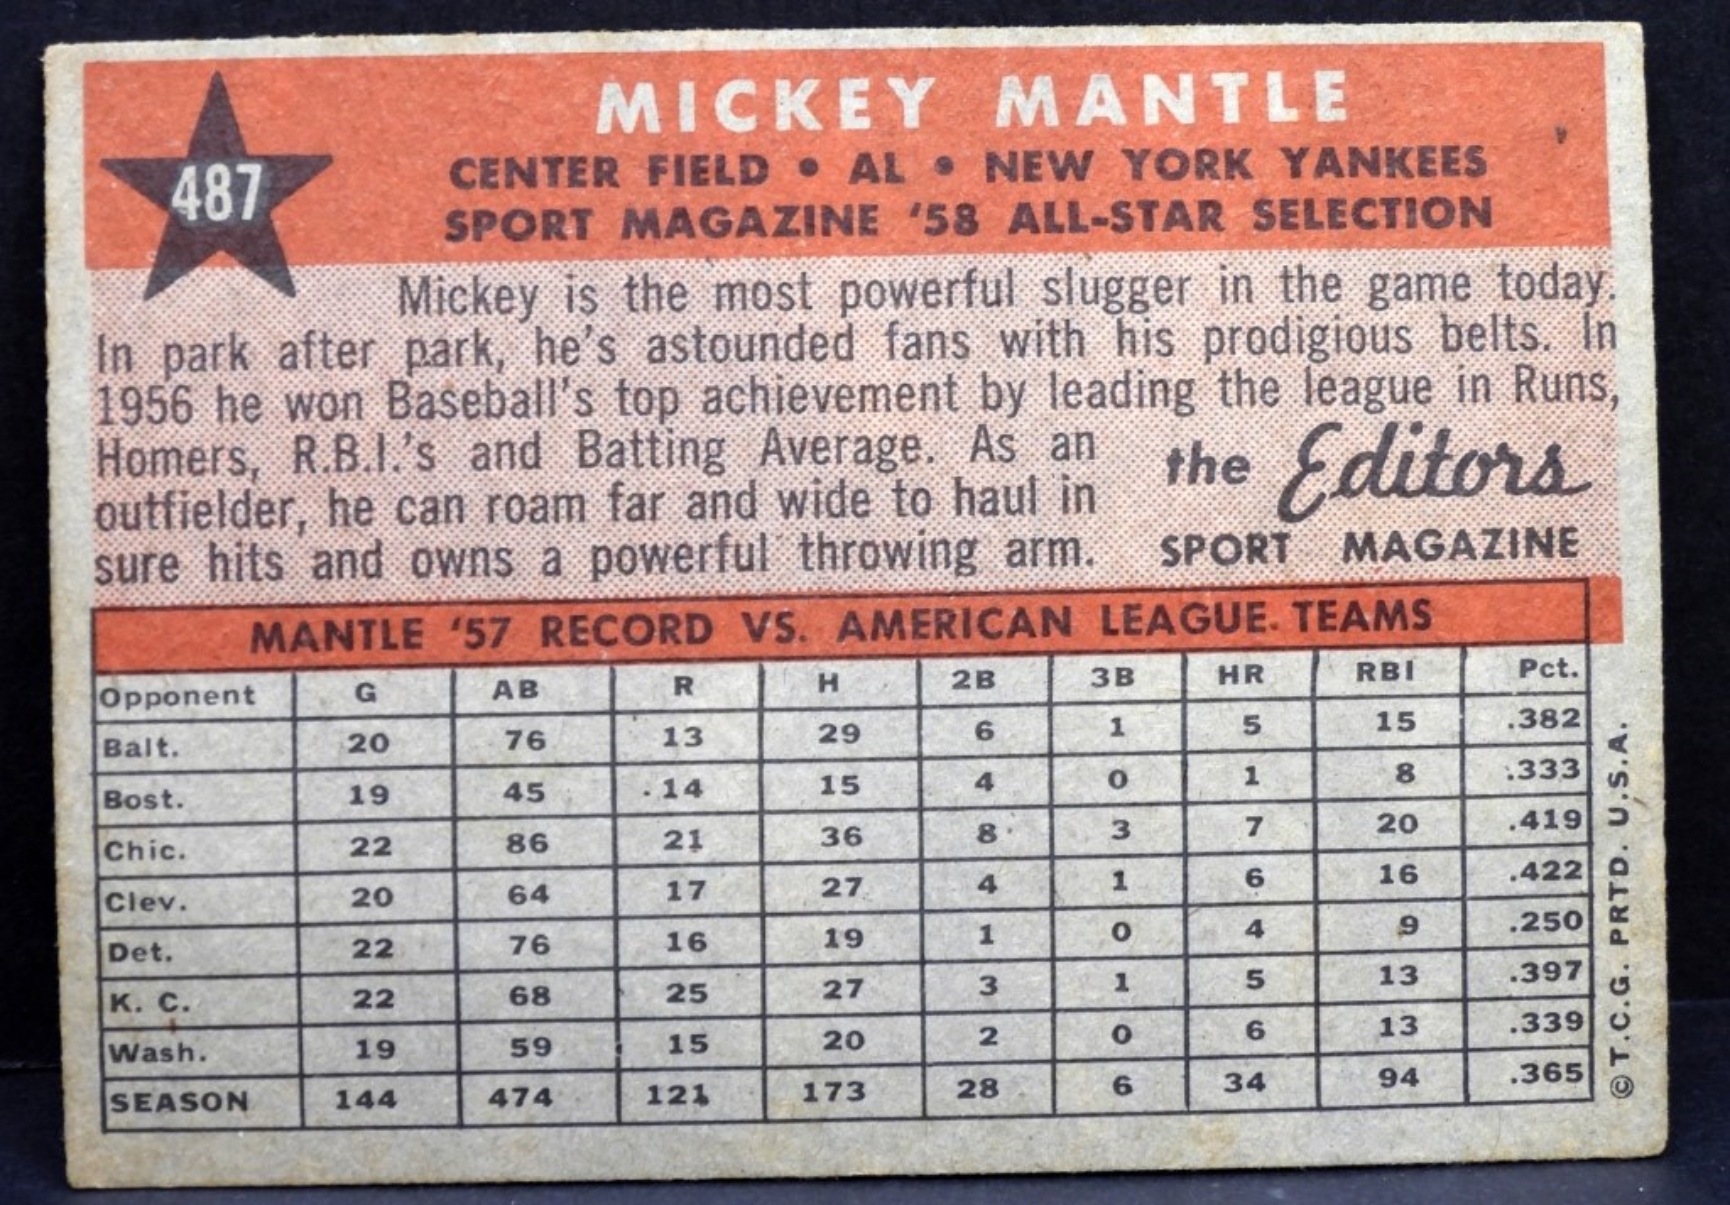 MICKEY MANTLE
487
CENTER FIELD • AL • NEW YORK YANKEES
SPORT MAGAZINE '58 ALL-STAR SELECTION
Mickey is the most powerful slugger in the game today.
In park after park, he's astounded fans with his prodigious belts. In
1956 he won Baseball's top achievement by leading the league in Runs,
Homers, R.B.I.'s and Batting Average. As an
outfielder, he can roam far and wide to haul in
sure hits and owns a powerful throwing arm.
the Editors
SPORT MAGAZINE
MANTLE '57 RECORD VS. AMERICAN LEAGUE TEAMS
Opponent G AB R H 2B 3B HR RBI Pct.
Balt. 20 76 13 29 6 1 5 15 .382
Bost. 19 45 14 15 4 0 1 8 .333
Chic. 22 86 21 36 8 3 7 20 .419
Clev. 20 64 17 27 4 1 6 16 .422
Det. 22 76 16 19 1 0 4 9 .250
K. C. 22 68 25 27 3 1 5 13 .397
Wash. 19 59 15 20 2 0 6 13 .339
SEASON 144 474 121 173 28 6 34 94 .365
©T.C.G. PRTD. U.S.A.